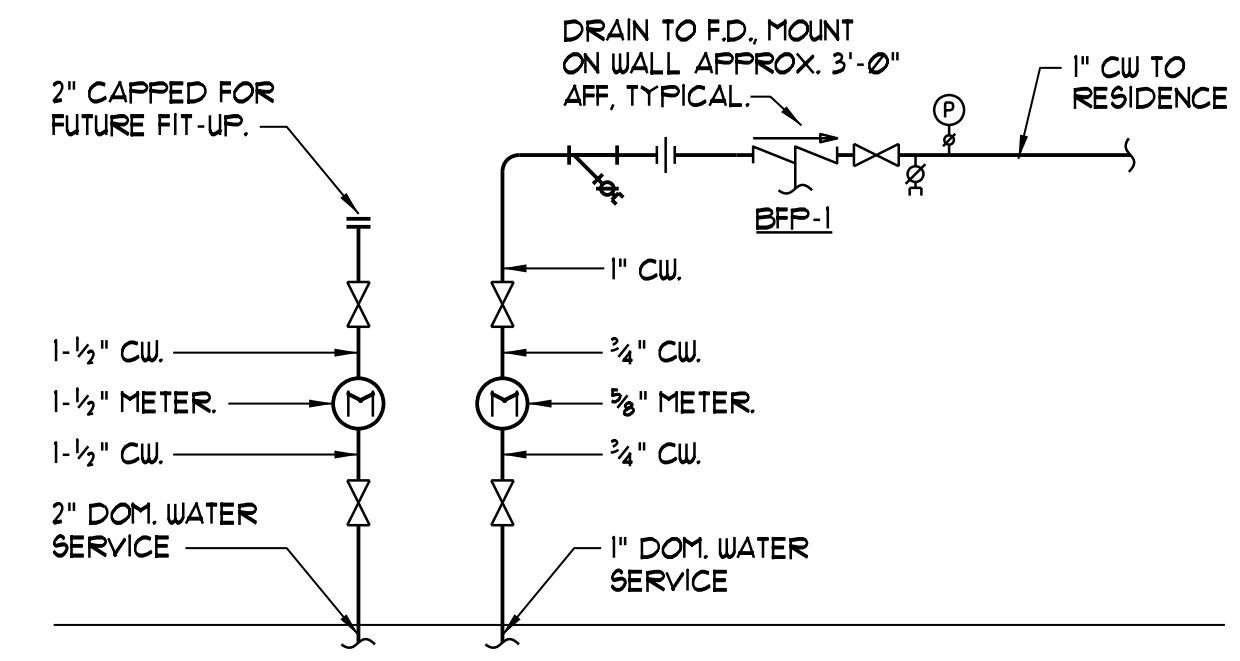 DRAIN TO F.D., MOUNT
ON WALL APPROX. 3'-0"
AFF, TYPICAL.
1" CW TO
RESIDENCE
2" CAPPED FOR
FUTURE FIT-UP.
P
BFP-1
1" CW.
1-1/2" CW.
3/4" CW.
1-1/2" METER.
M
M
5/8" METER.
1-1/2" CW.
3/4" CW.
2" DOM. WATER
SERVICE
1" DOM. WATER
SERVICE